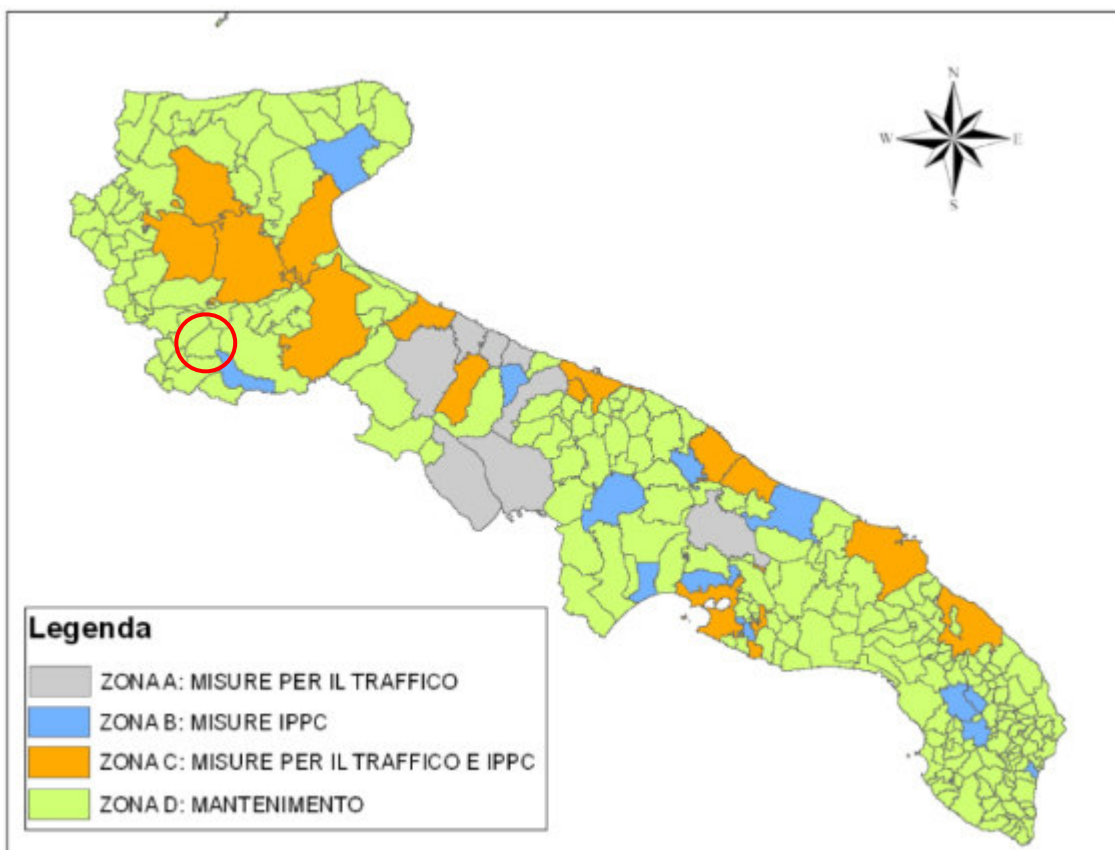 N
W
E
S
Legenda
ZONA A: MISURE PER IL TRAFFICO
ZONA B: MISURE IPPC
ZONA C: MISURE PER IL TRAFFICO E IPPC
ZONA D: MANTENIMENTO